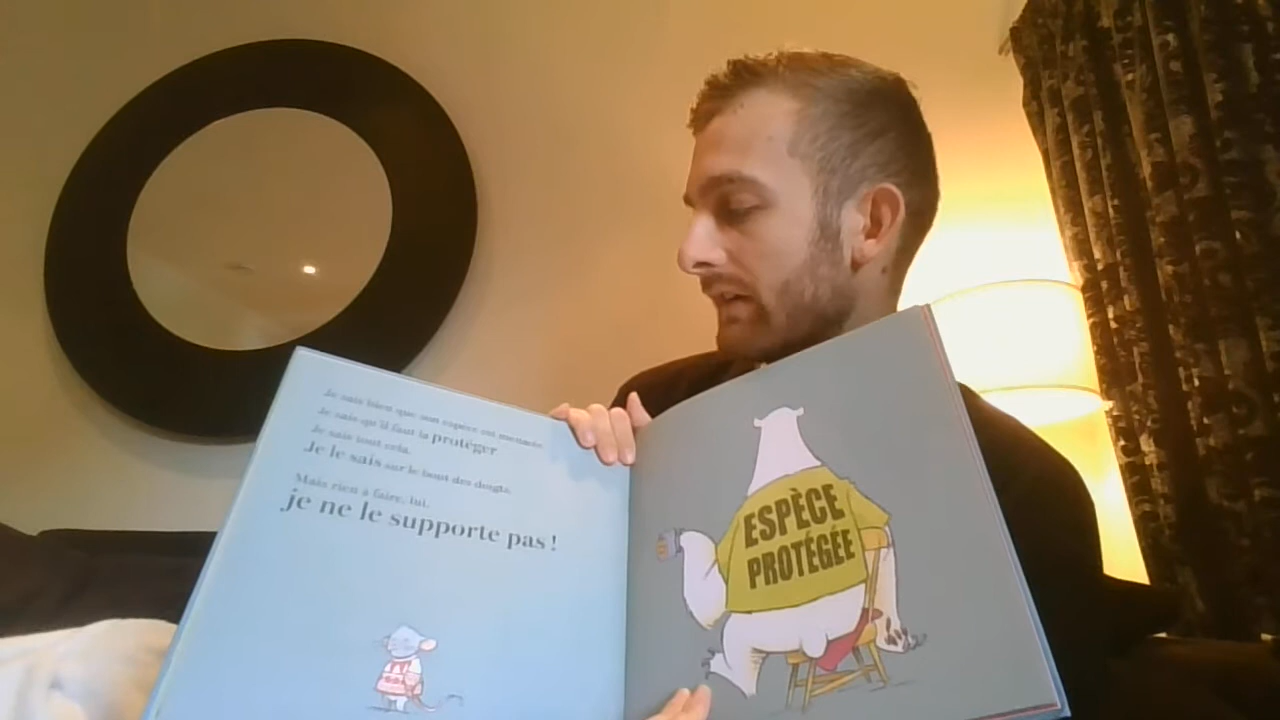 Je sais bien que son espèce est menacée.
Je sais qu'il faut la protéger
Je sais tout cela.
Je le sais sur le bout des doigts.
Mais rien à faire, lui,
je ne le supporte pas !
ESPÈCE
PROTÉGÉE